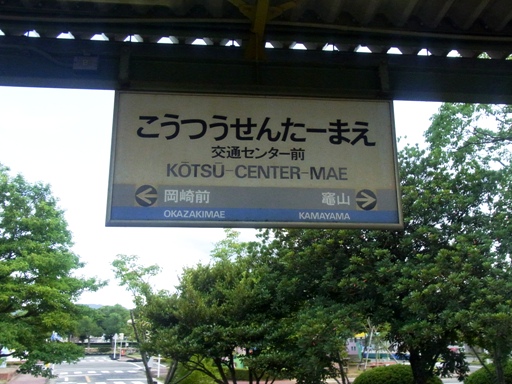 こうつうせんたーまえ
交通センター前
KŌTSŪ-CENTER-MAE
岡崎前 竈山
OKAZAKIMAE KAMAYAMA